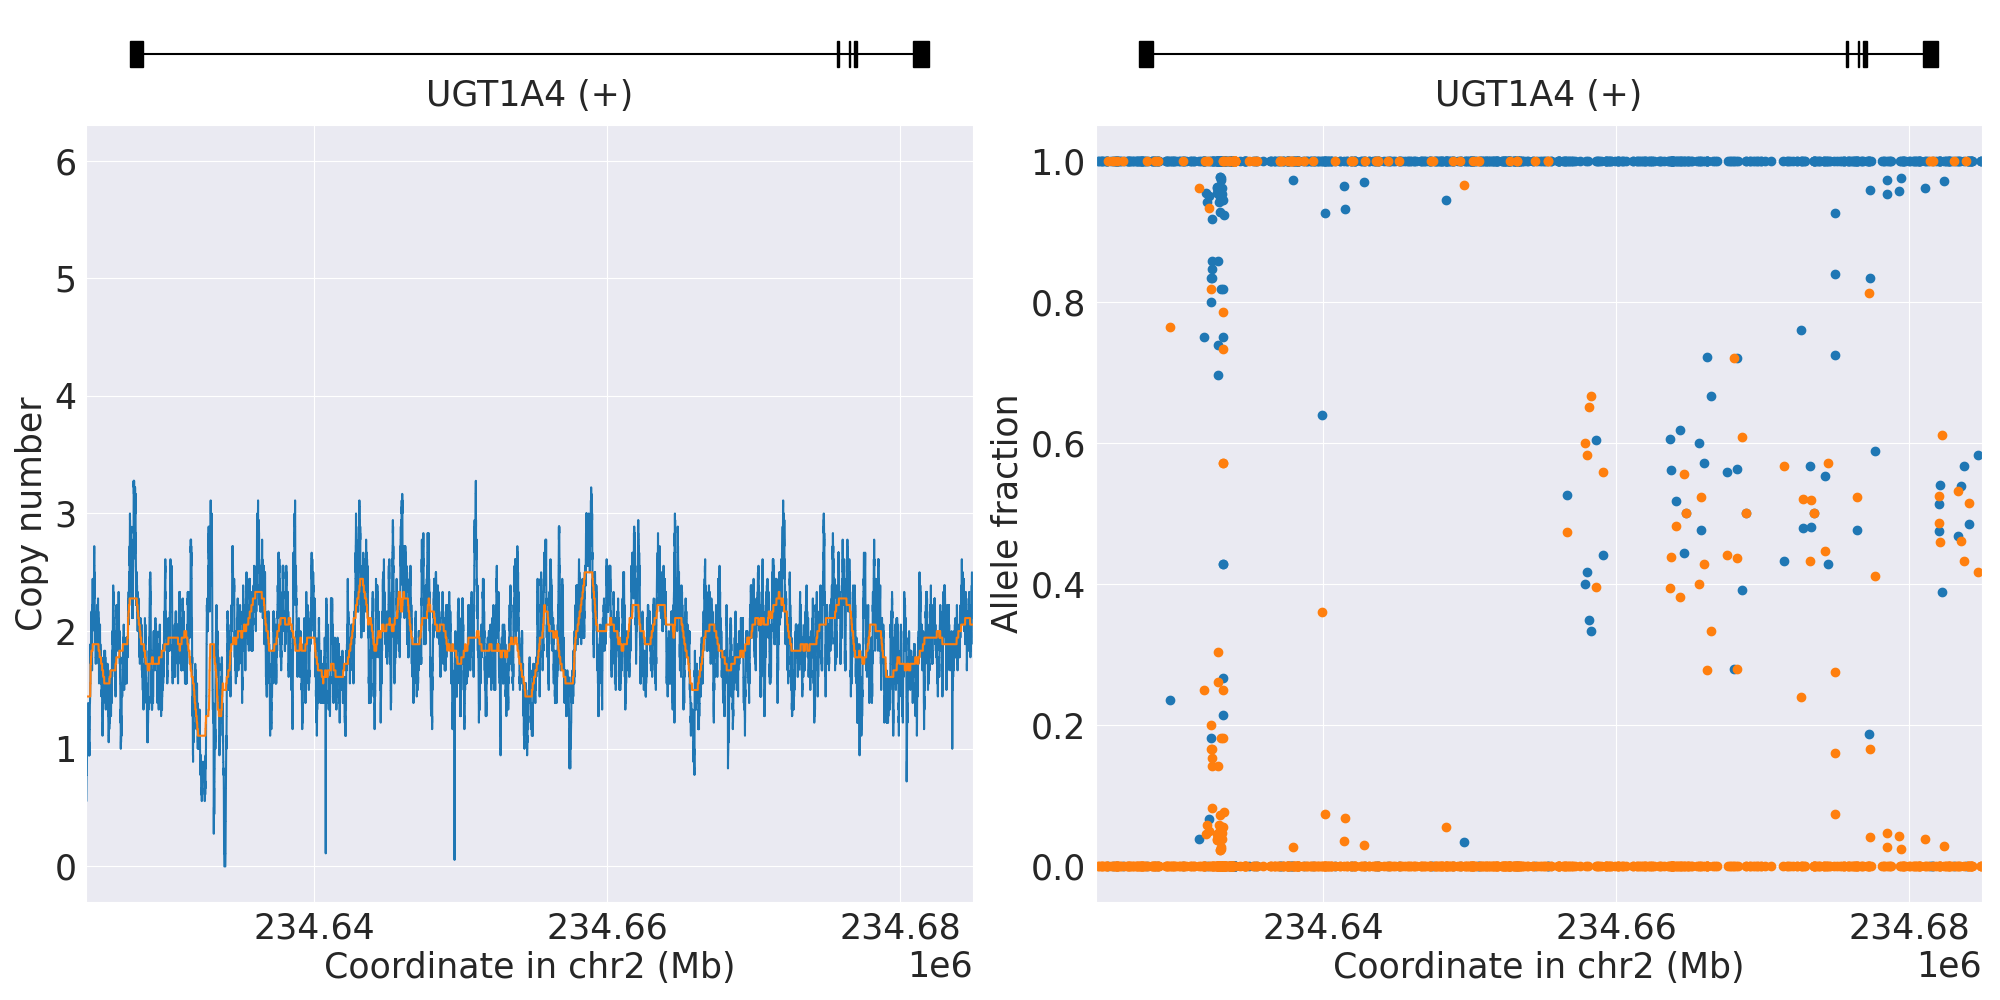 UGT1A4 (+)
Copy number
6
5
4
3
2
1
0
234.64
234.66
234.68
Coordinate in chr2 (Mb)
1e6
UGT1A4 (+)
Allele fraction
1.0
0.8
0.6
0.4
0.2
0.0
234.64
234.66
234.68
Coordinate in chr2 (Mb)
1e6